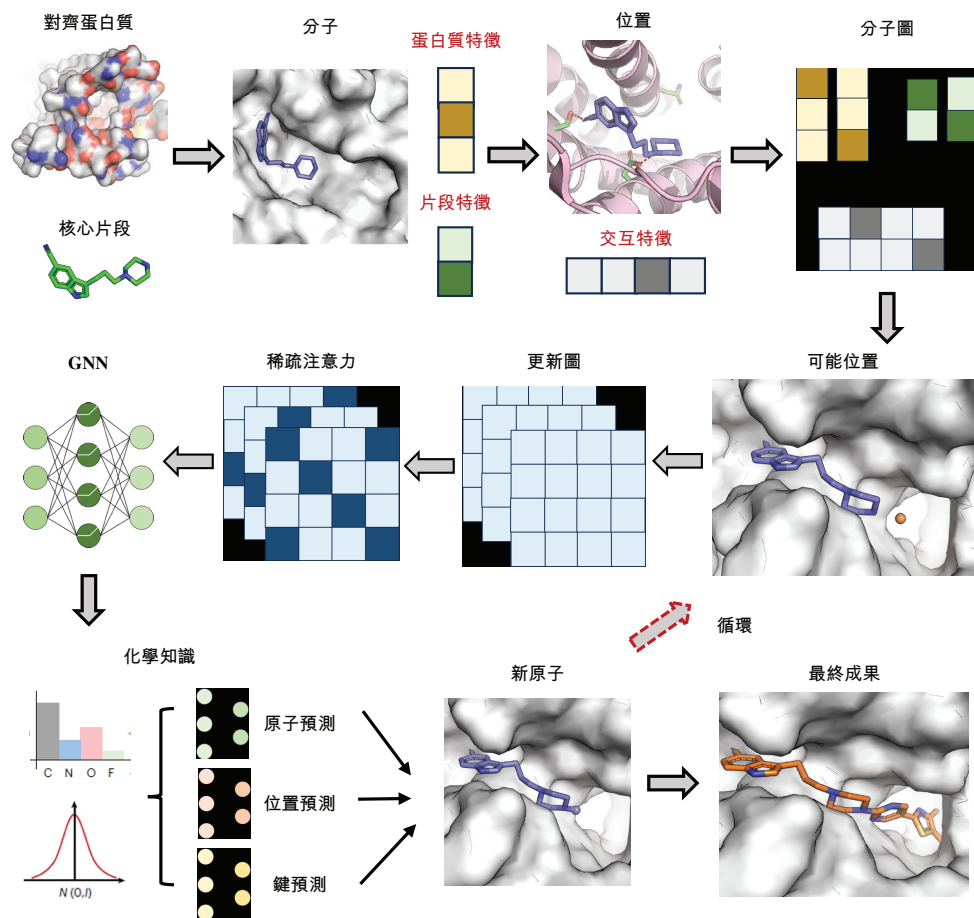 對齊蛋白質
分子
蛋白質特徵
位置
分子圖
核心片段
片段特徵
交互特徵
GNN
稀疏注意力
更新圖
可能位置
循環
化學知識
新原子
最終成果
原子預測
C N O F
位置預測
鍵預測
N (0,I)